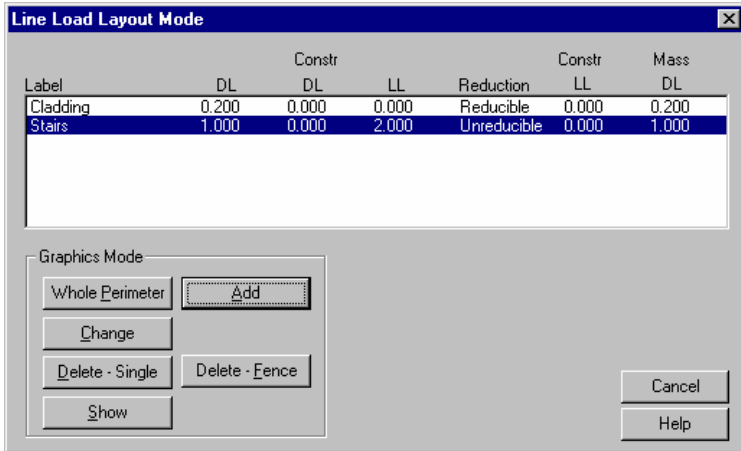 Line Load Layout Mode
Constr Constr Mass
Label DL DL LL Reduction LL DL
Cladding 0.200 0.000 0.000 Reducible 0.000 0.200
Stairs 1.000 0.000 2.000 Unreducible 0.000 1.000
Graphics Mode
Whole Perimeter Add
Change
Delete - Single Delete - Fence
Show
Cancel
Help